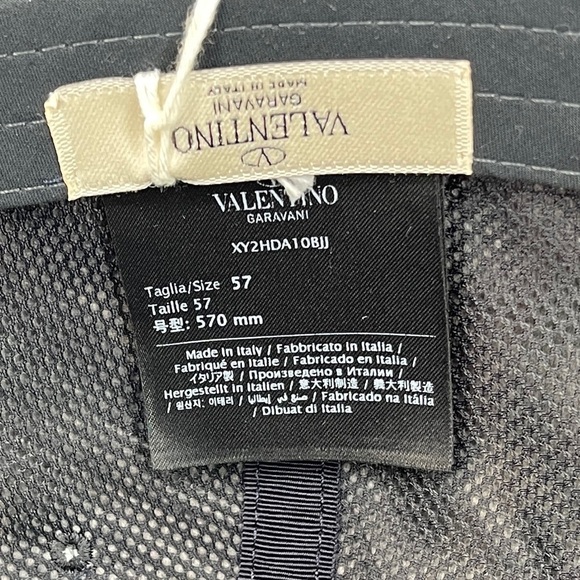 MADE IN ITALY
GARAVANI
VALENTINO
V
VALENTINO
GARAVANI
XY2HDA10BJJ
Taglia/Size 57
Taille 57
号型: 570 mm
Made in Italy / Fabbricato in Italia /
Fabriqué en Italie / Fabricado en Italia /
イタリア製 / Произведено в Италии /
Hergestellt in Italien / 意大利制造 / 義大利製造
/ 원산지: 이태리 / صنع في إيطاليا / Fabricado na Itália
/ Dibuat di Italia